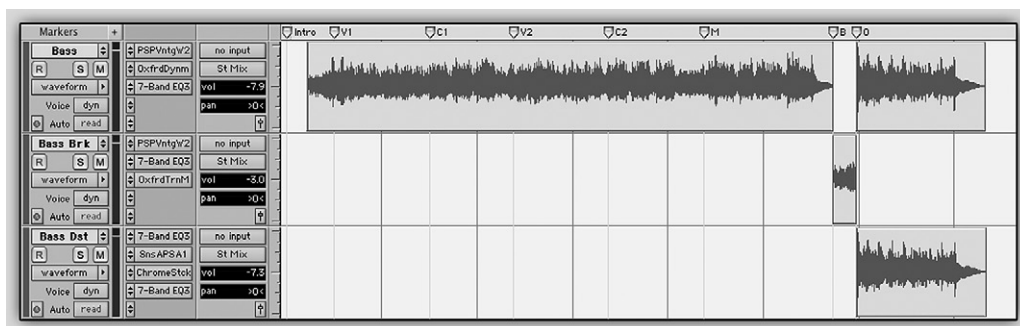 Markers + Intro V1 C1 V2 C2 M B O
Bass PSPVntgW2 no input
R S M OxfrdDynm St Mix
waveform 7-Band EQ3 vol -7.9
Voice dyn pan >0<
Auto read
Bass Brk PSPVntgW2 no input
R S M 7-Band EQ3 St Mix
waveform OxfrdTrnM vol -3.0
Voice dyn pan >0<
Auto read
Bass Dst 7-Band EQ3 no input
R S M SnsAPSA1 St Mix
waveform ChromeStck vol -7.3
Voice dyn 7-Band EQ3 pan >0<
Auto read